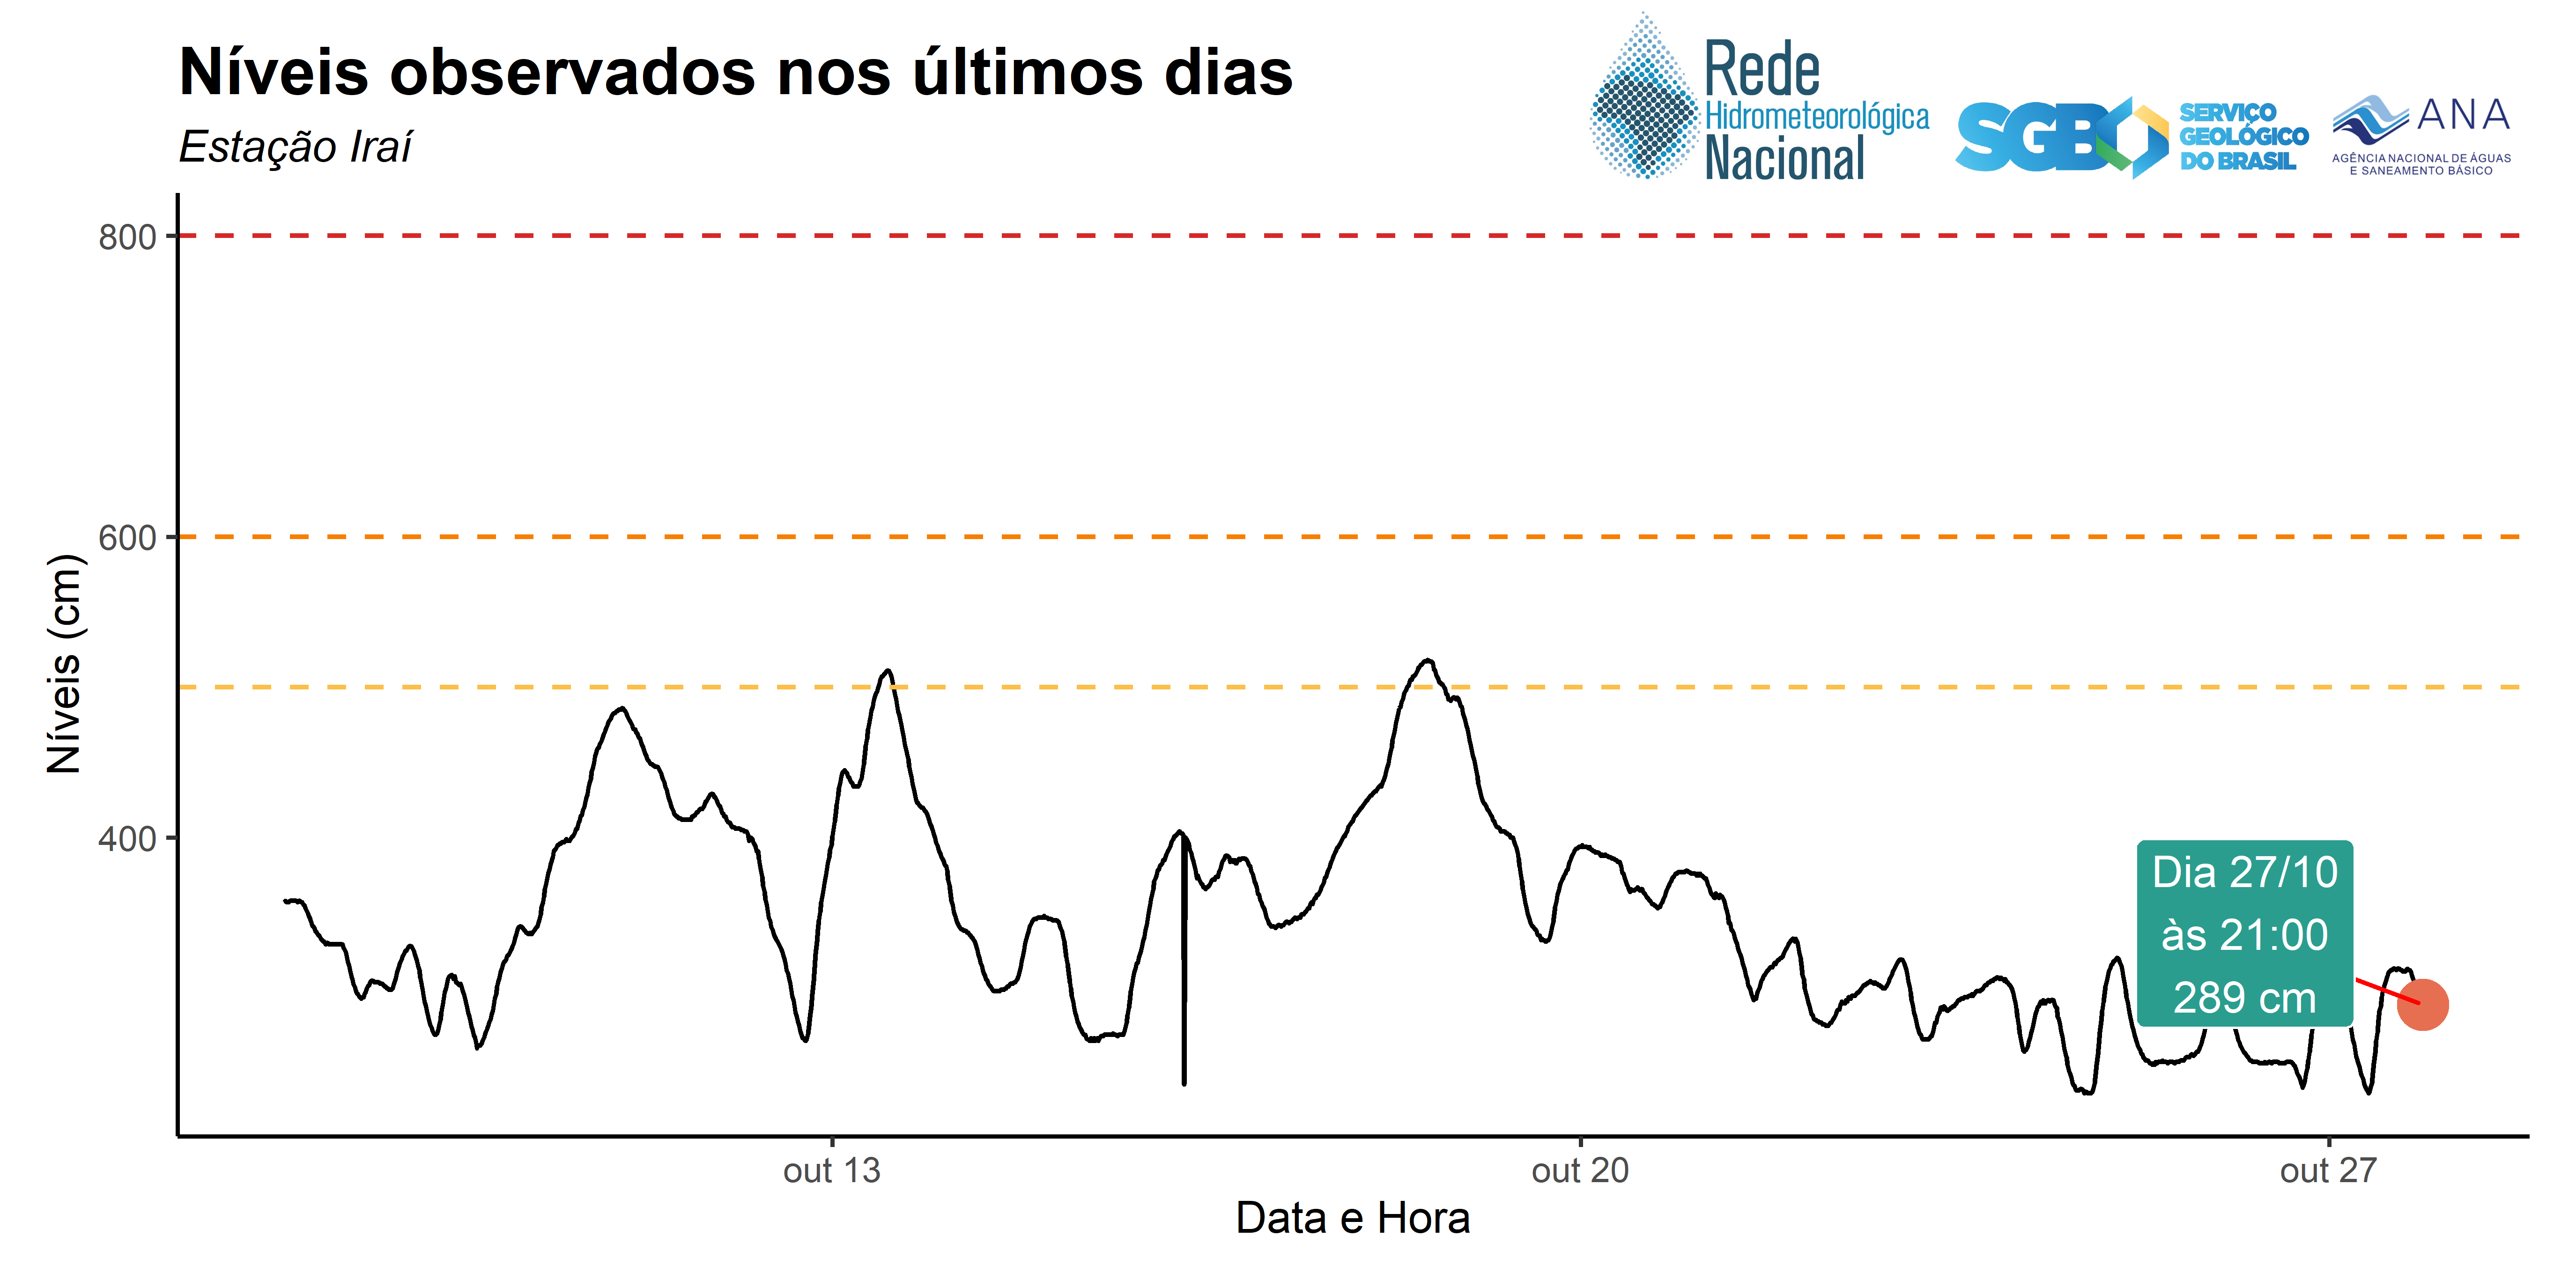 Níveis observados nos últimos dias
Estação Iraí
Rede
Hidrometeorológica
Nacional
SGB
SERVIÇO
GEOLÓGICO
DO BRASIL
ANA
AGÊNCIA NACIONAL DE ÁGUAS
E SANEAMENTO BÁSICO
Níveis (cm)
800
600
400
Dia 27/10
às 21:00
289 cm
out 13
out 20
out 27
Data e Hora